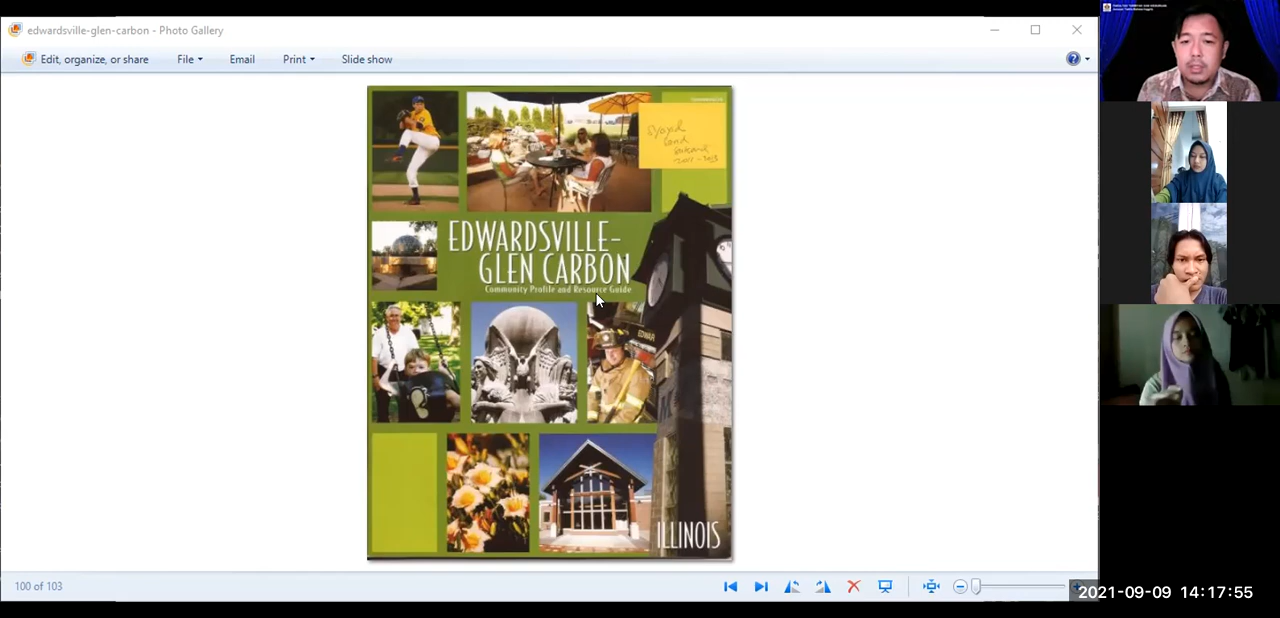 edwardsville-glen-carbon - Photo Gallery
Edit, organize, or share
File
Email
Print
Slide show
EDWARDSVILLE-
GLEN CARBON
Community Profile and Resource Guide
EDWAR
ILLINOIS
100 of 103
2021-09-09 14:17:55